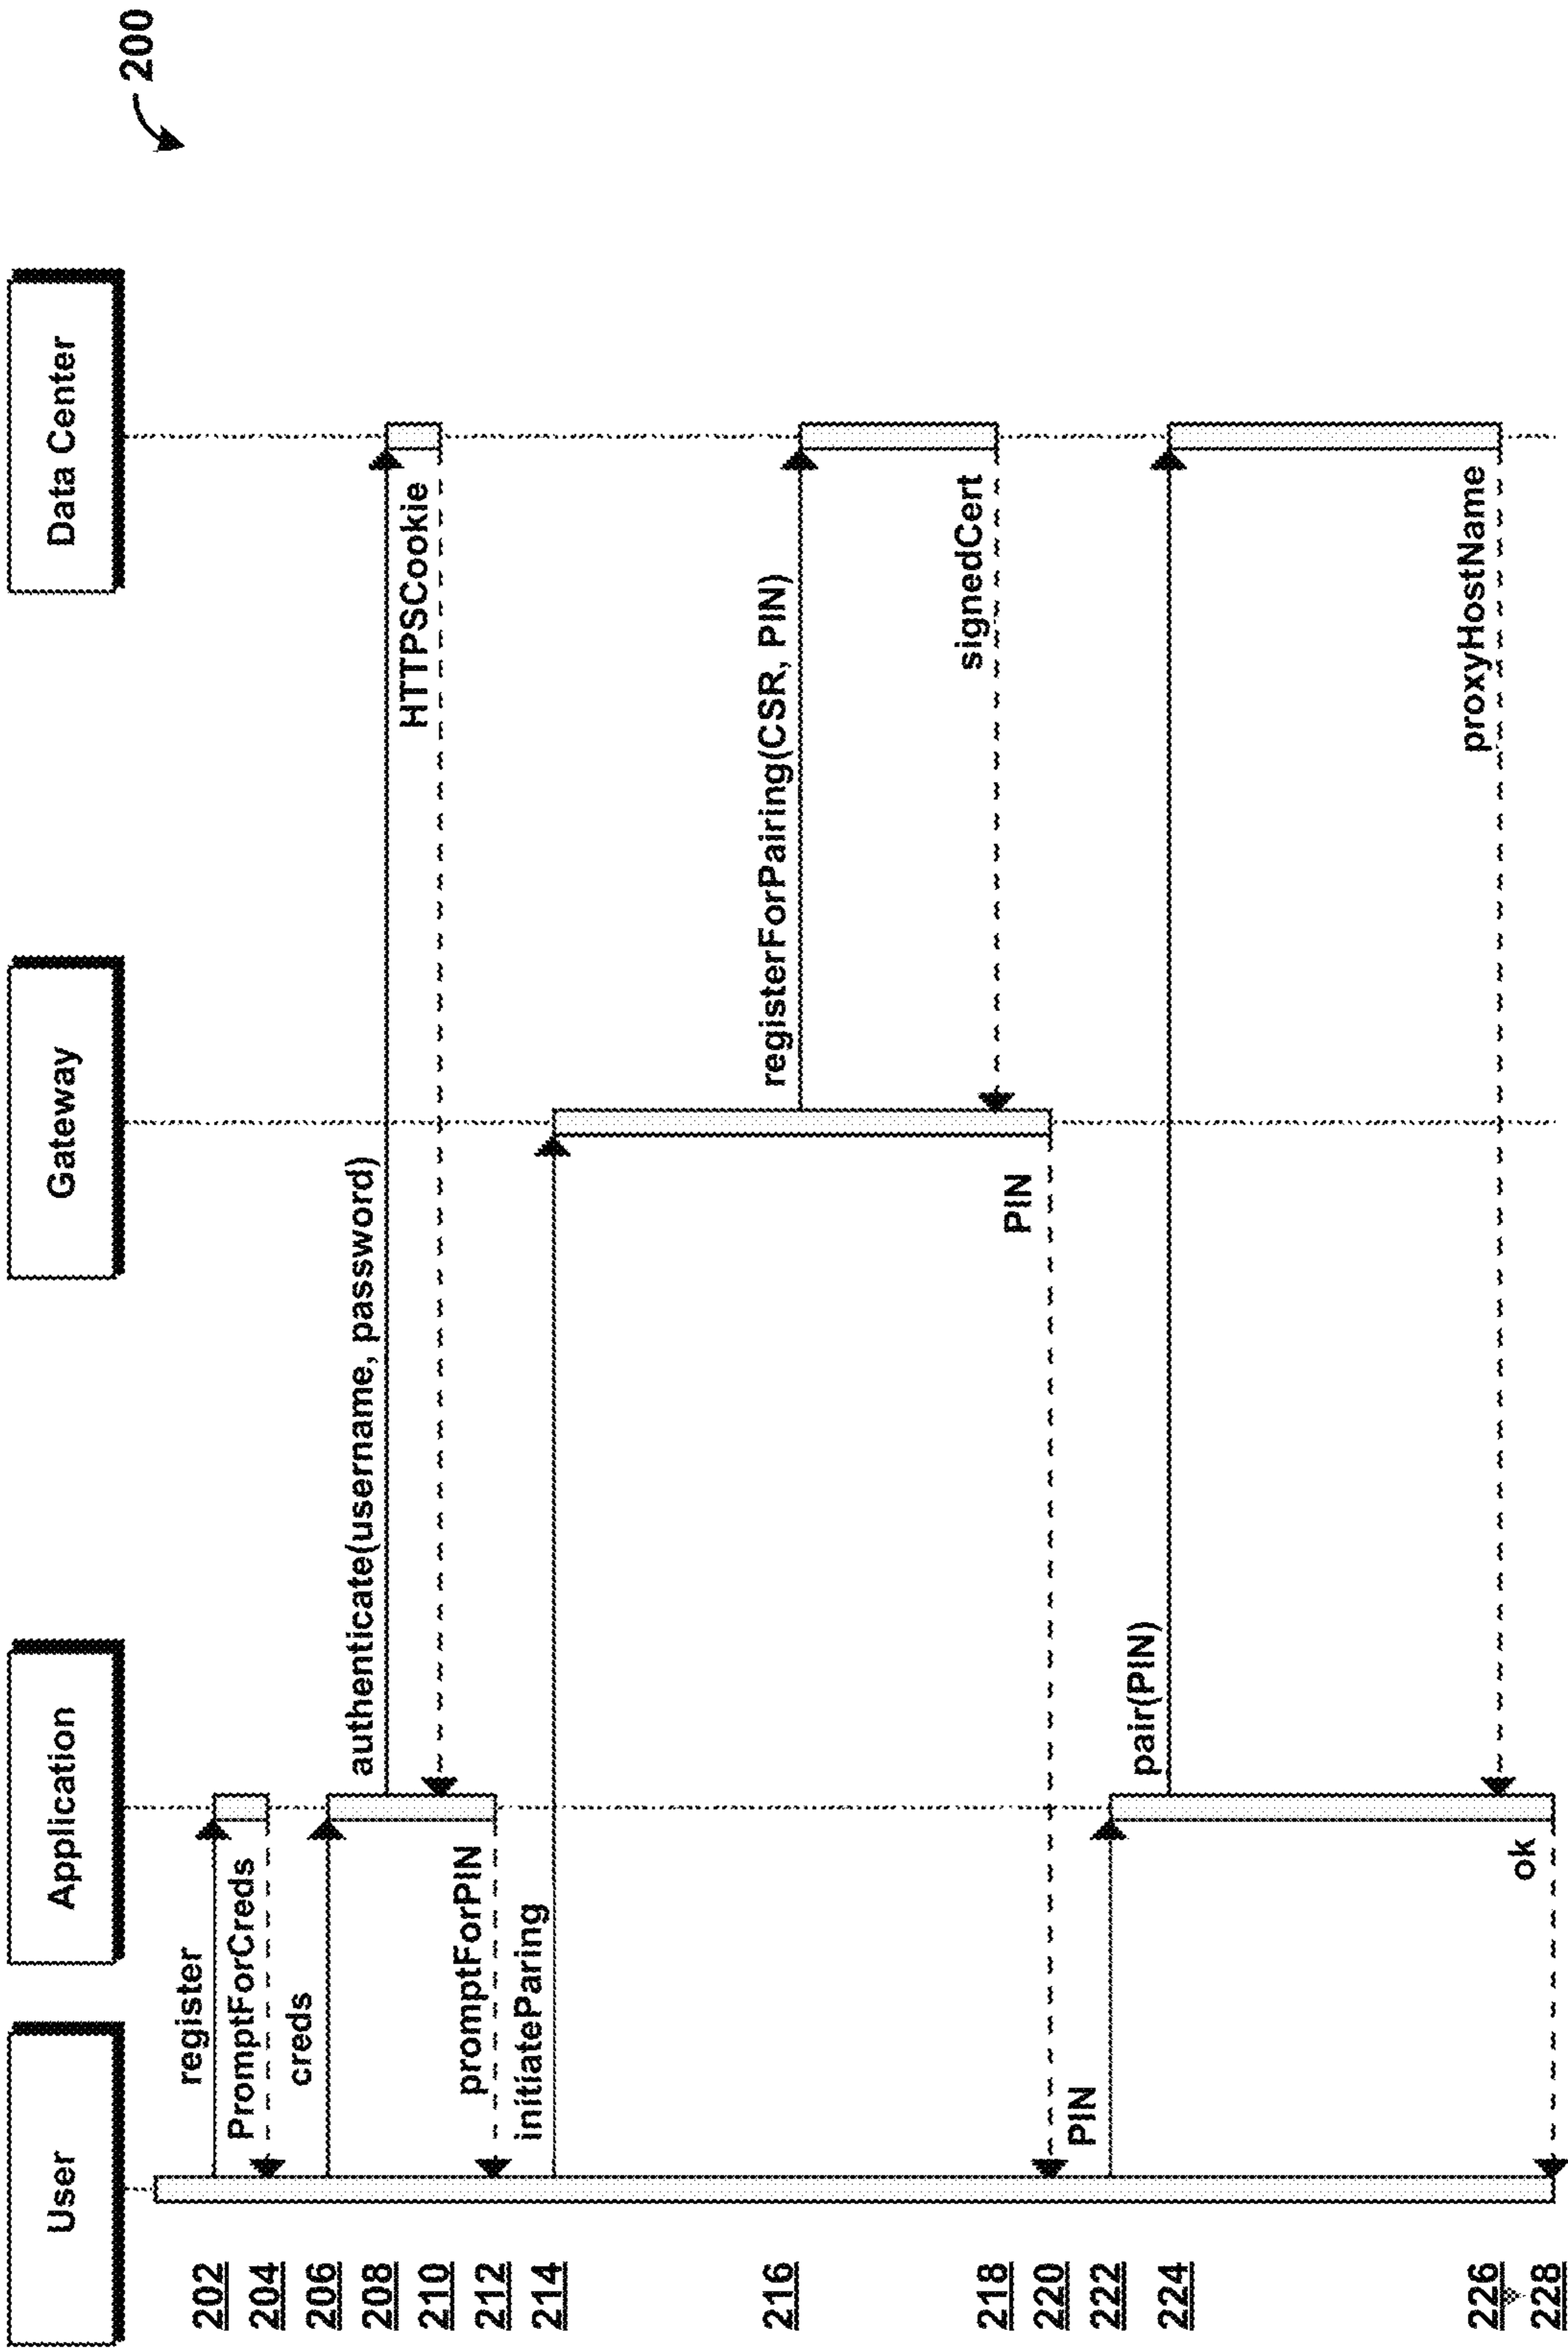 200
User
Application
Gateway
Data Center
202
register
204
PromptForCreds
206
creds
208
authenticate(username, password)
210
HTTPSCookie
212
promptForPIN
214
initiateParing
216
registerForPairing(CSR, PIN)
218
signedCert
220
PIN
222
PIN
224
pair(PIN)
226
proxyHostName
228
ok